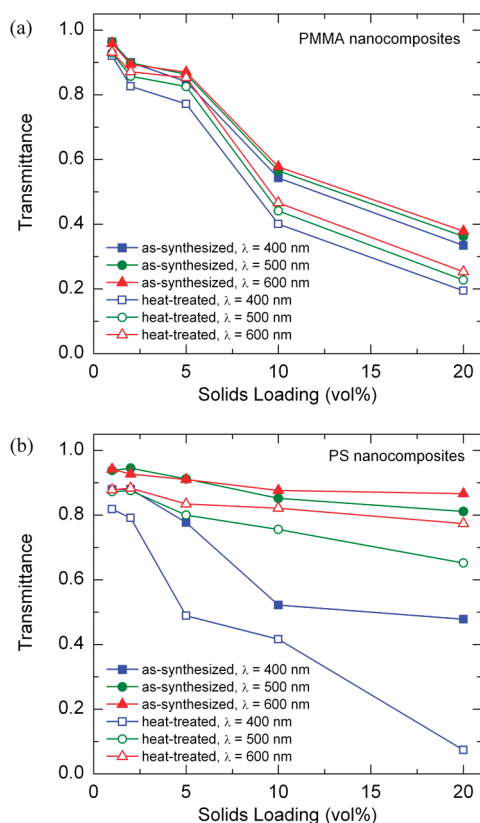 (a)
PMMA nanocomposites
1.0
0.8
0.6
0.4
0.2
0.0
Transmittance
as-synthesized, λ = 400 nm
as-synthesized, λ = 500 nm
as-synthesized, λ = 600 nm
heat-treated, λ = 400 nm
heat-treated, λ = 500 nm
heat-treated, λ = 600 nm
0 5 10 15 20
Solids Loading (vol%)
(b)
PS nanocomposites
1.0
0.8
0.6
0.4
0.2
0.0
Transmittance
as-synthesized, λ = 400 nm
as-synthesized, λ = 500 nm
as-synthesized, λ = 600 nm
heat-treated, λ = 400 nm
heat-treated, λ = 500 nm
heat-treated, λ = 600 nm
0 5 10 15 20
Solids Loading (vol%)